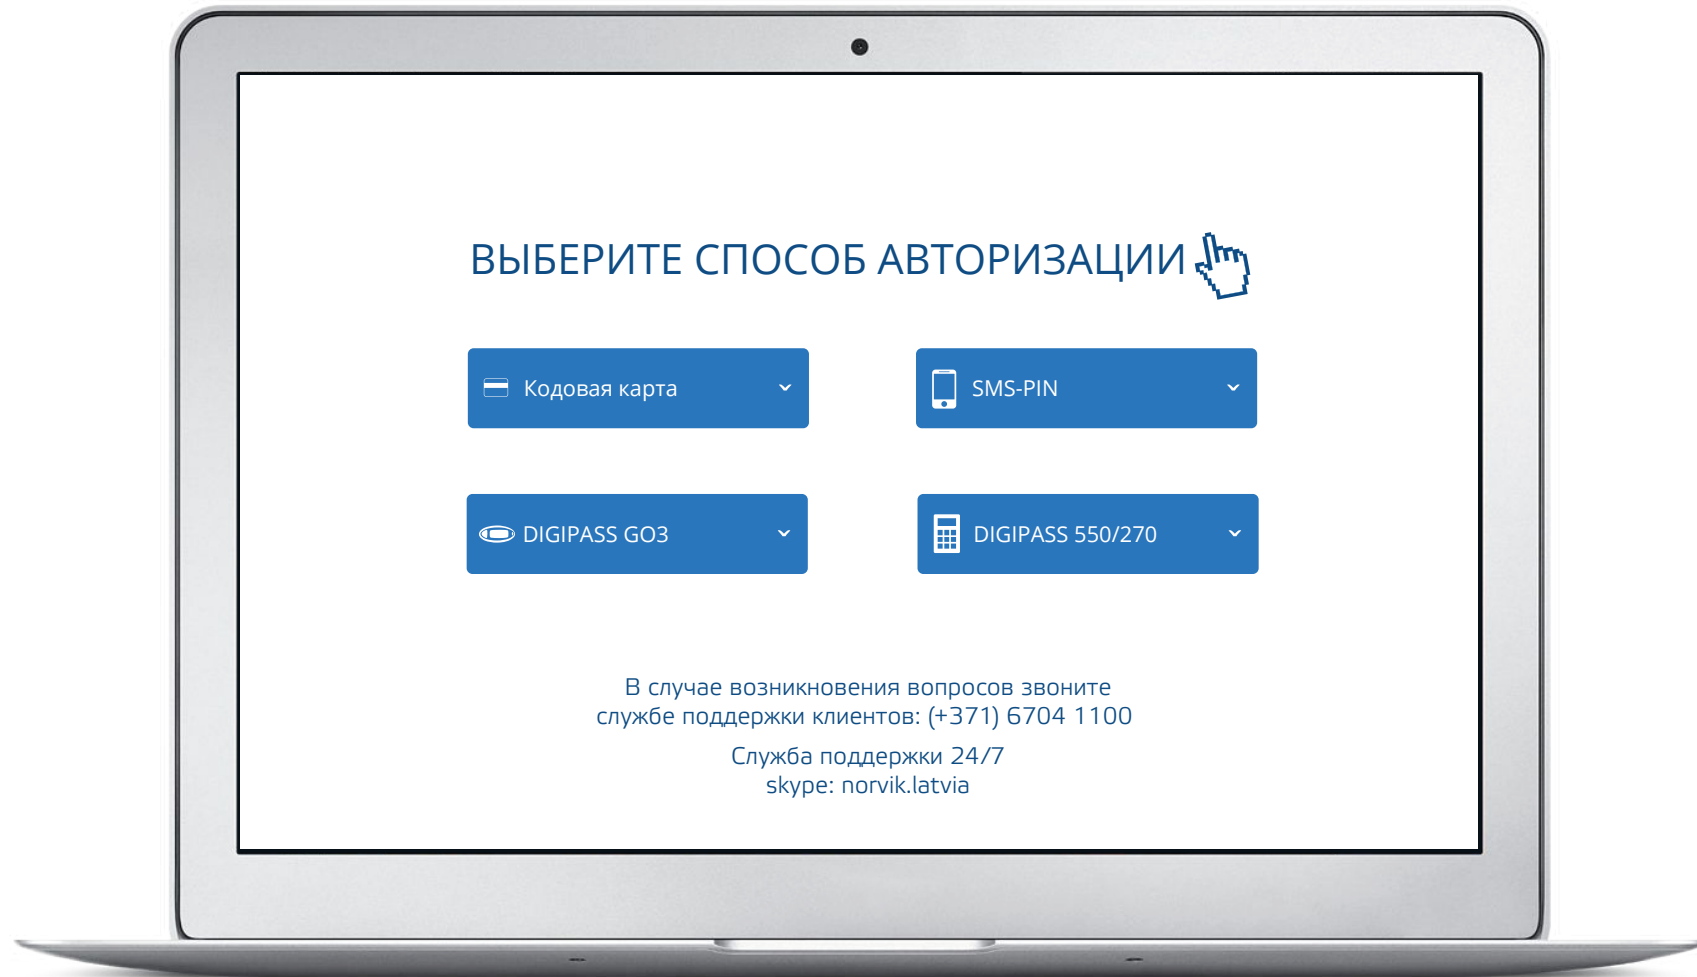 ВЫБЕРИТЕ СПОСОБ АВТОРИЗАЦИИ
Кодовая карта
SMS-PIN
DIGIPASS GO3
DIGIPASS 550/270
В случае возникновения вопросов звоните
службе поддержки клиентов: (+371) 6704 1100
Служба поддержки 24/7
skype: norvik.latvia